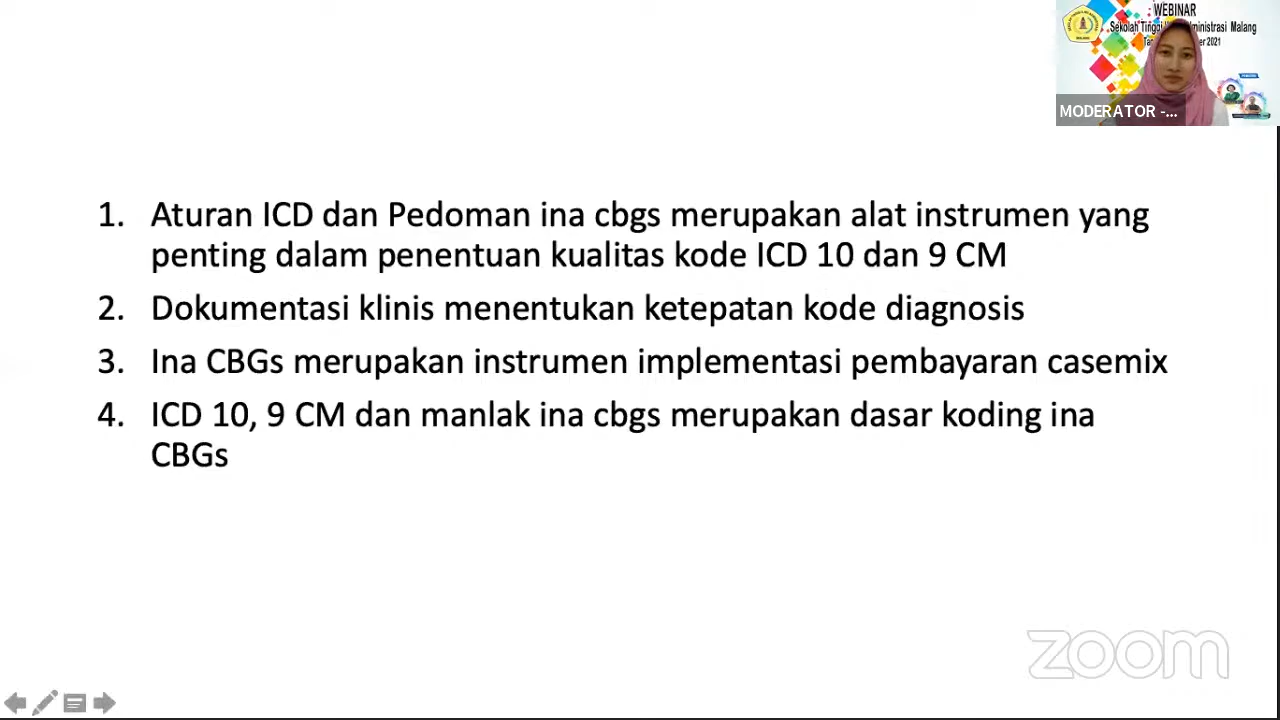 WEBINAR
Sekolah Tinggi Administrasi Malang
2021
MODERATOR -...
1. Aturan ICD dan Pedoman ina cbgs merupakan alat instrumen yang
penting dalam penentuan kualitas kode ICD 10 dan 9 CM
2. Dokumentasi klinis menentukan ketepatan kode diagnosis
3. Ina CBGs merupakan instrumen implementasi pembayaran casemix
4. ICD 10, 9 CM dan manlak ina cbgs merupakan dasar koding ina
CBGs
zoom